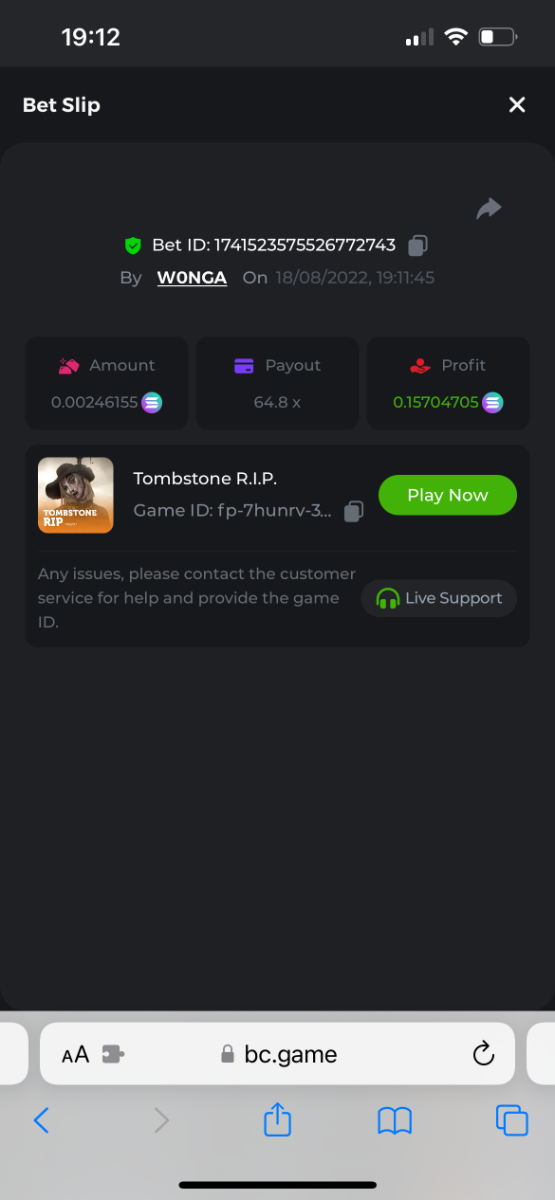 19:12
Bet Slip
Bet ID: 1741523575526772743
By W0NGA On 18/08/2022, 19:11:45
Amount
0.00246155
Payout
64.8 x
Profit
0.15704705
TOMBSTONE
RIP
Tombstone R.I.P.
Game ID: fp-7hunrv-3...
Play Now
Any issues, please contact the customer
service for help and provide the game
ID.
Live Support
AA
bc.game